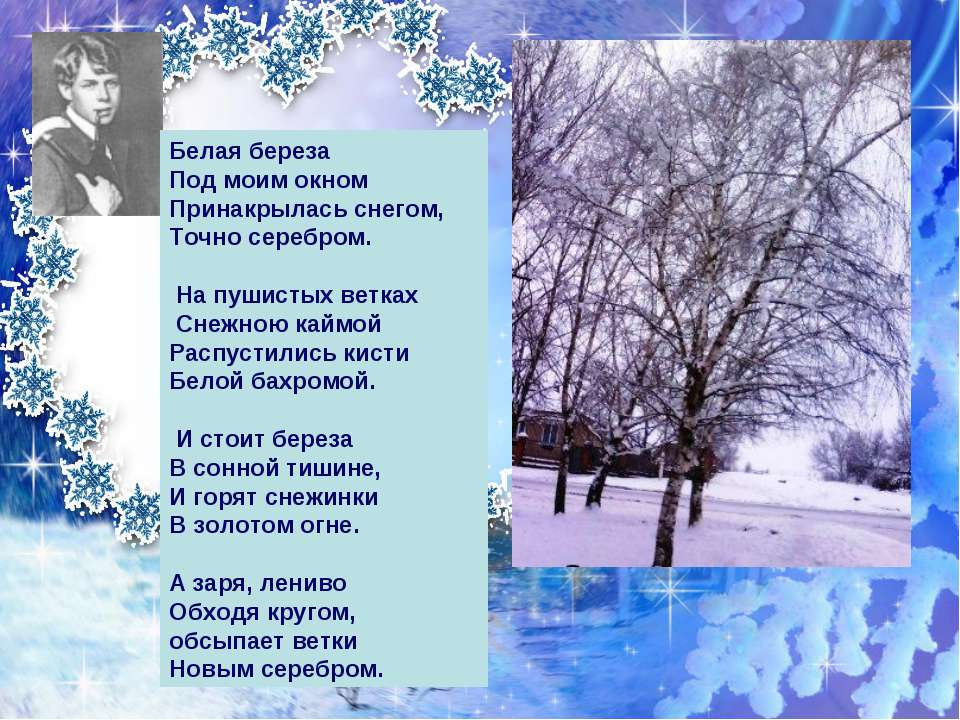 Белая береза
Под моим окном
Принакрылась снегом,
Точно серебром.
На пушистых ветках
Снежною каймой
Распустились кисти
Белой бахромой.
И стоит береза
В сонной тишине,
И горят снежинки
В золотом огне.
А заря, лениво
Обходя кругом,
обсыпает ветки
Новым серебром.